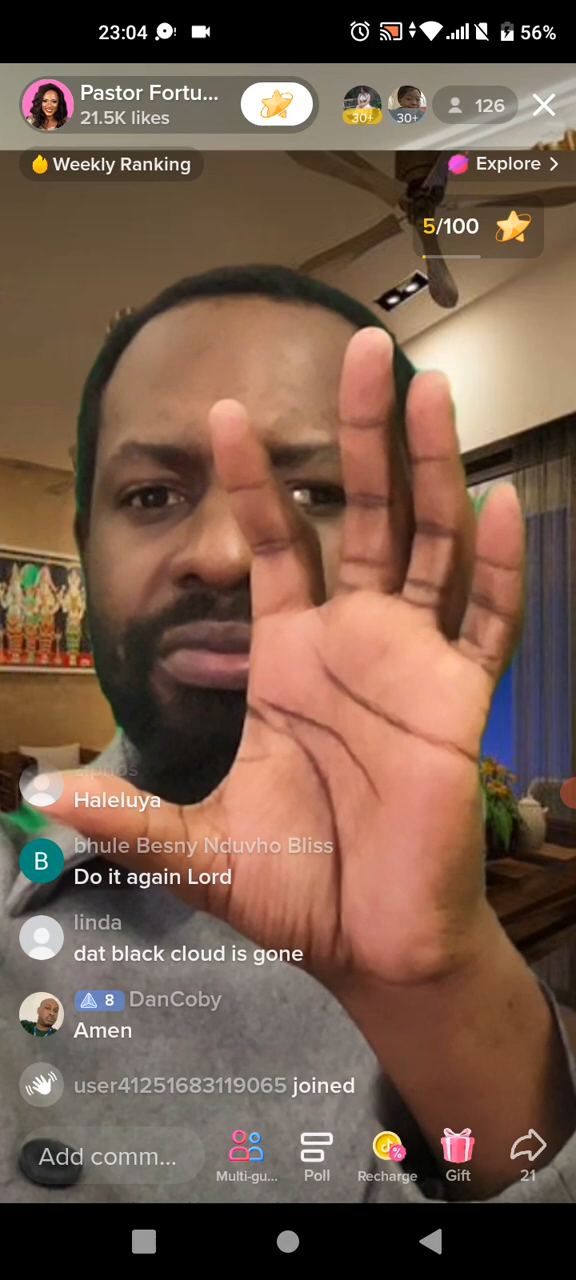 23:04
56%
Pastor Fortu...
21.5K likes
30+
30+
126
Weekly Ranking
Explore >
5/100
siphos
Haleluya
B
bhule Besny Nduvho Bliss
Do it again Lord
linda
dat black cloud is gone
8 DanCoby
Amen
user41251683119065 joined
Add comm...
Multi-gu...
Poll
Recharge
Gift
21